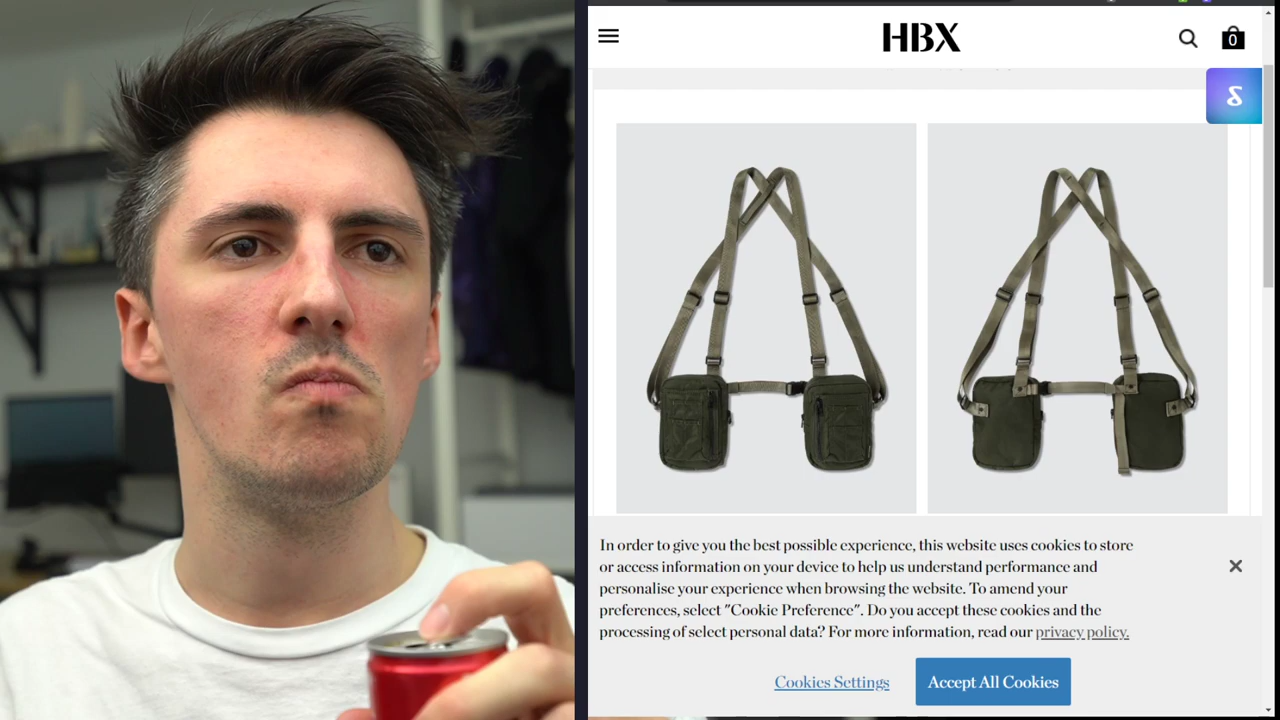 HBX
0
In order to give you the best possible experience, this website uses cookies to store
or access information on your device to help us understand performance and
personalise your experience when browsing the website. To amend your
preferences, select "Cookie Preference". Do you accept these cookies and the
processing of select personal data? For more information, read our privacy policy.
Cookies Settings
Accept All Cookies